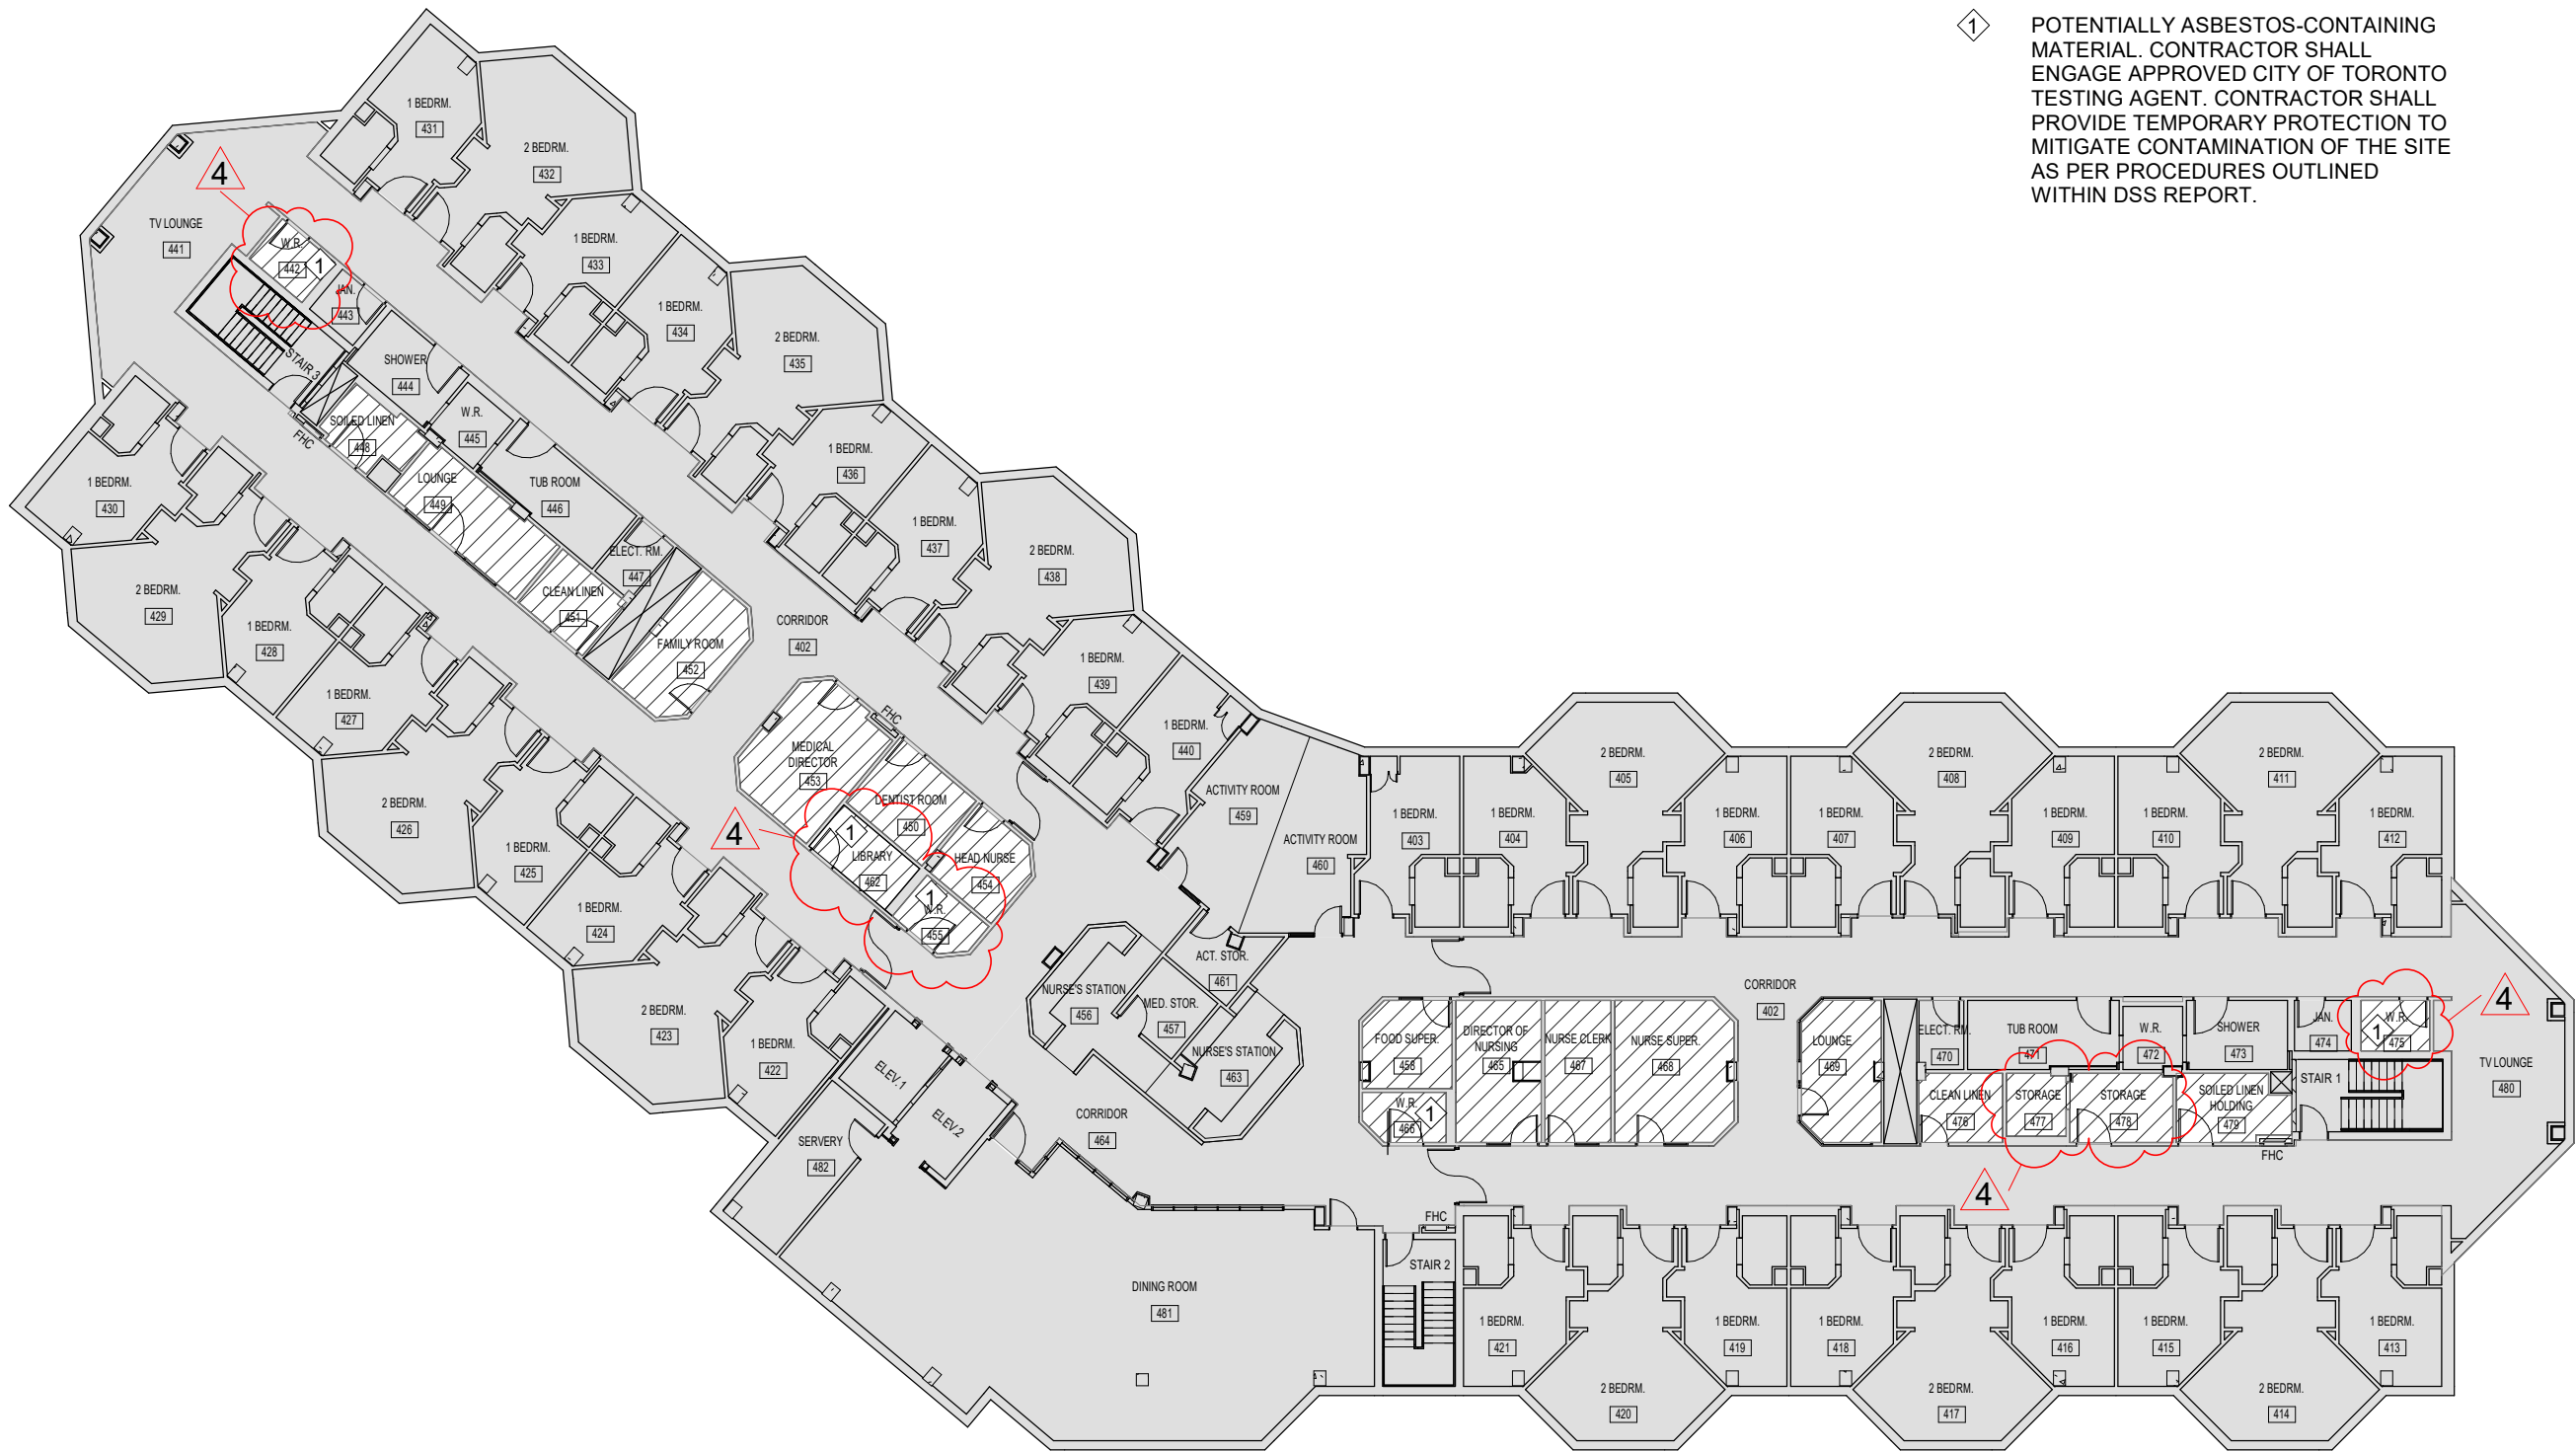 1
POTENTIALLY ASBESTOS-CONTAINING
MATERIAL. CONTRACTOR SHALL
ENGAGE APPROVED CITY OF TORONTO
TESTING AGENT. CONTRACTOR SHALL
PROVIDE TEMPORARY PROTECTION TO
MITIGATE CONTAMINATION OF THE SITE
AS PER PROCEDURES OUTLINED
WITHIN DSS REPORT.
1 BEDRM.
431
2 BEDRM.
432
4
TV LOUNGE
441
W.R.
442
1
JAN.
443
1 BEDRM.
433
1 BEDRM.
434
2 BEDRM.
435
STAIR 3
SHOWER
444
W.R.
445
SOILED LINEN
448
FHC
LOUNGE
449
TUB ROOM
446
1 BEDRM.
436
1 BEDRM.
437
2 BEDRM.
438
1 BEDRM.
430
2 BEDRM.
429
1 BEDRM.
428
1 BEDRM.
427
ELECT. RM.
447
CLEAN LINEN
451
FAMILY ROOM
452
CORRIDOR
402
1 BEDRM.
439
1 BEDRM.
440
FHC
MEDICAL
DIRECTOR
453
DENTIST ROOM
450
4
1
LIBRARY
462
HEAD NURSE
454
1
W.R.
455
2 BEDRM.
426
1 BEDRM.
425
1 BEDRM.
424
2 BEDRM.
423
1 BEDRM.
422
ACTIVITY ROOM
459
ACTIVITY ROOM
460
ACT. STOR.
461
NURSE'S STATION
456
MED. STOR.
457
NURSE'S STATION
463
ELEV.1
ELEV.2
SERVERY
482
CORRIDOR
464
DINING ROOM
481
1 BEDRM.
403
1 BEDRM.
404
2 BEDRM.
405
1 BEDRM.
406
1 BEDRM.
407
2 BEDRM.
408
1 BEDRM.
409
1 BEDRM.
410
2 BEDRM.
411
1 BEDRM.
412
CORRIDOR
402
FOOD SUPER.
458
DIRECTOR OF
NURSING
465
NURSE CLERK
467
NURSE SUPER.
468
W.R.
466
1
LOUNGE
469
ELECT. RM.
470
TUB ROOM
471
W.R.
472
SHOWER
473
JAN.
474
W.R.
475
1
4
TV LOUNGE
480
CLEAN LINEN
476
STORAGE
477
STORAGE
478
SOILED LINEN
HOLDING
479
STAIR 1
FHC
4
FHC
STAIR 2
1 BEDRM.
421
2 BEDRM.
420
1 BEDRM.
419
1 BEDRM.
418
2 BEDRM.
417
1 BEDRM.
416
1 BEDRM.
415
2 BEDRM.
414
1 BEDRM.
413